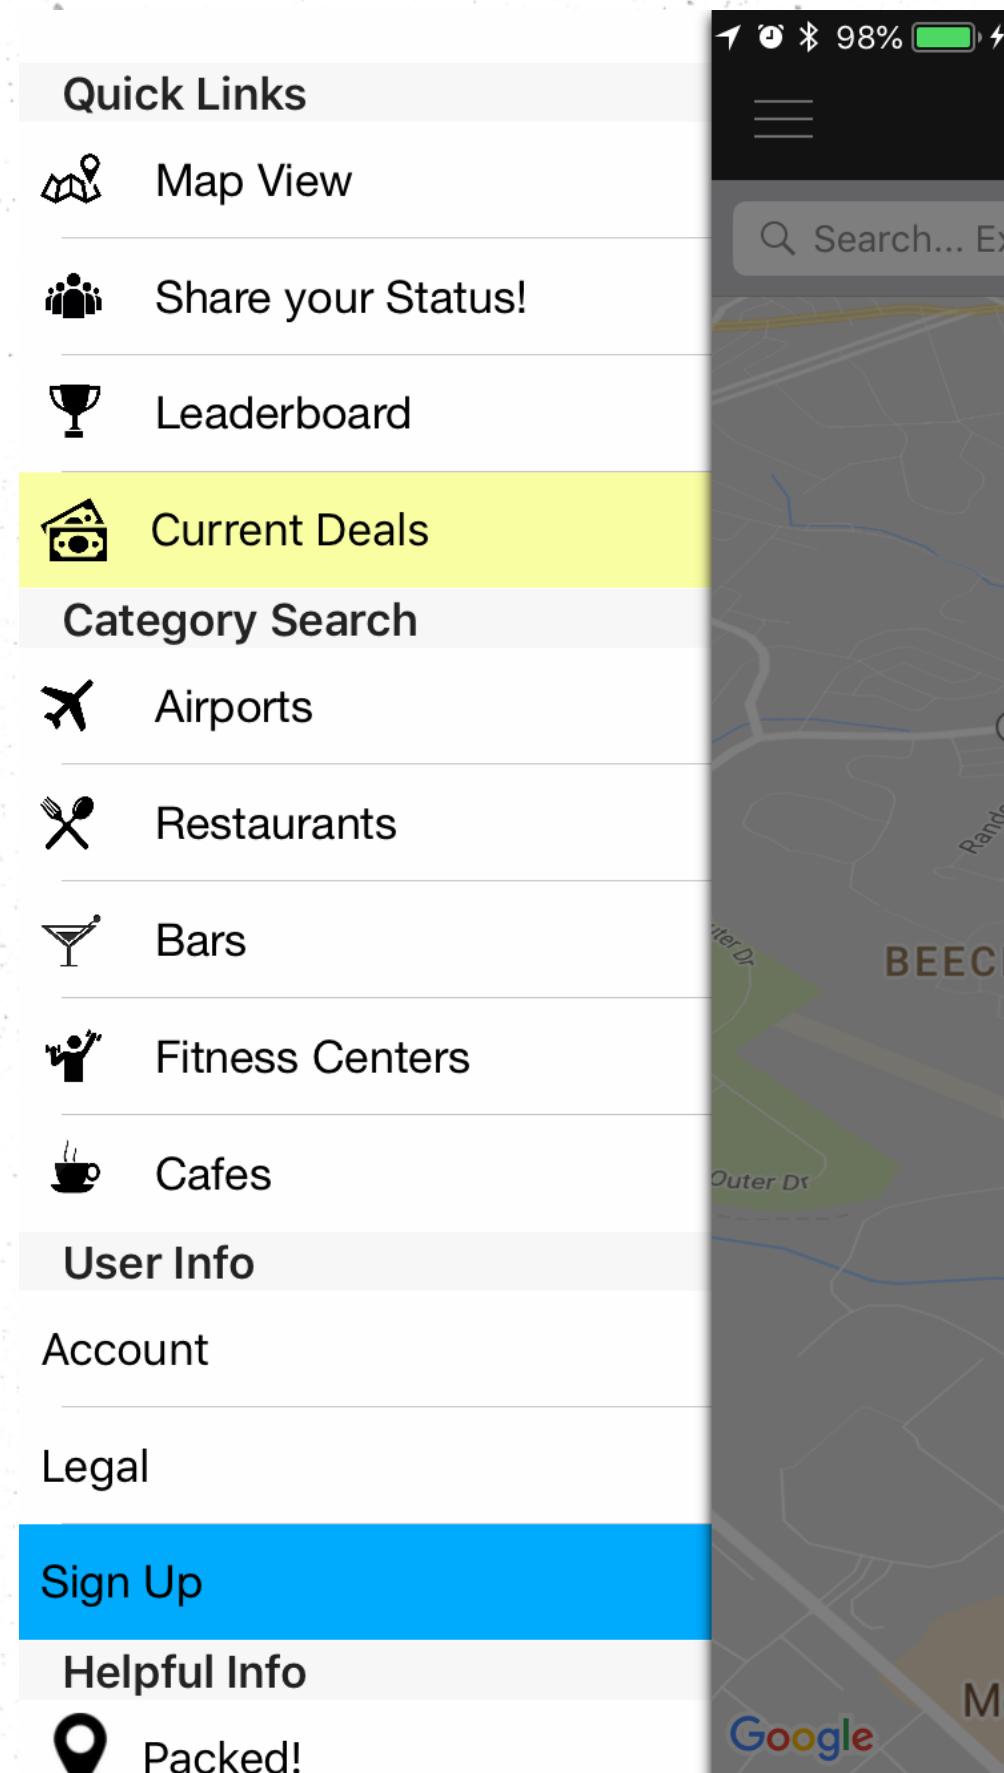 98%
Quick Links
Map View
Share your Status!
Leaderboard
Current Deals
Category Search
Airports
Restaurants
Bars
Fitness Centers
Cafes
User Info
Account
Legal
Sign Up
Helpful Info
Packed!
Search...
Outer Dr
Google